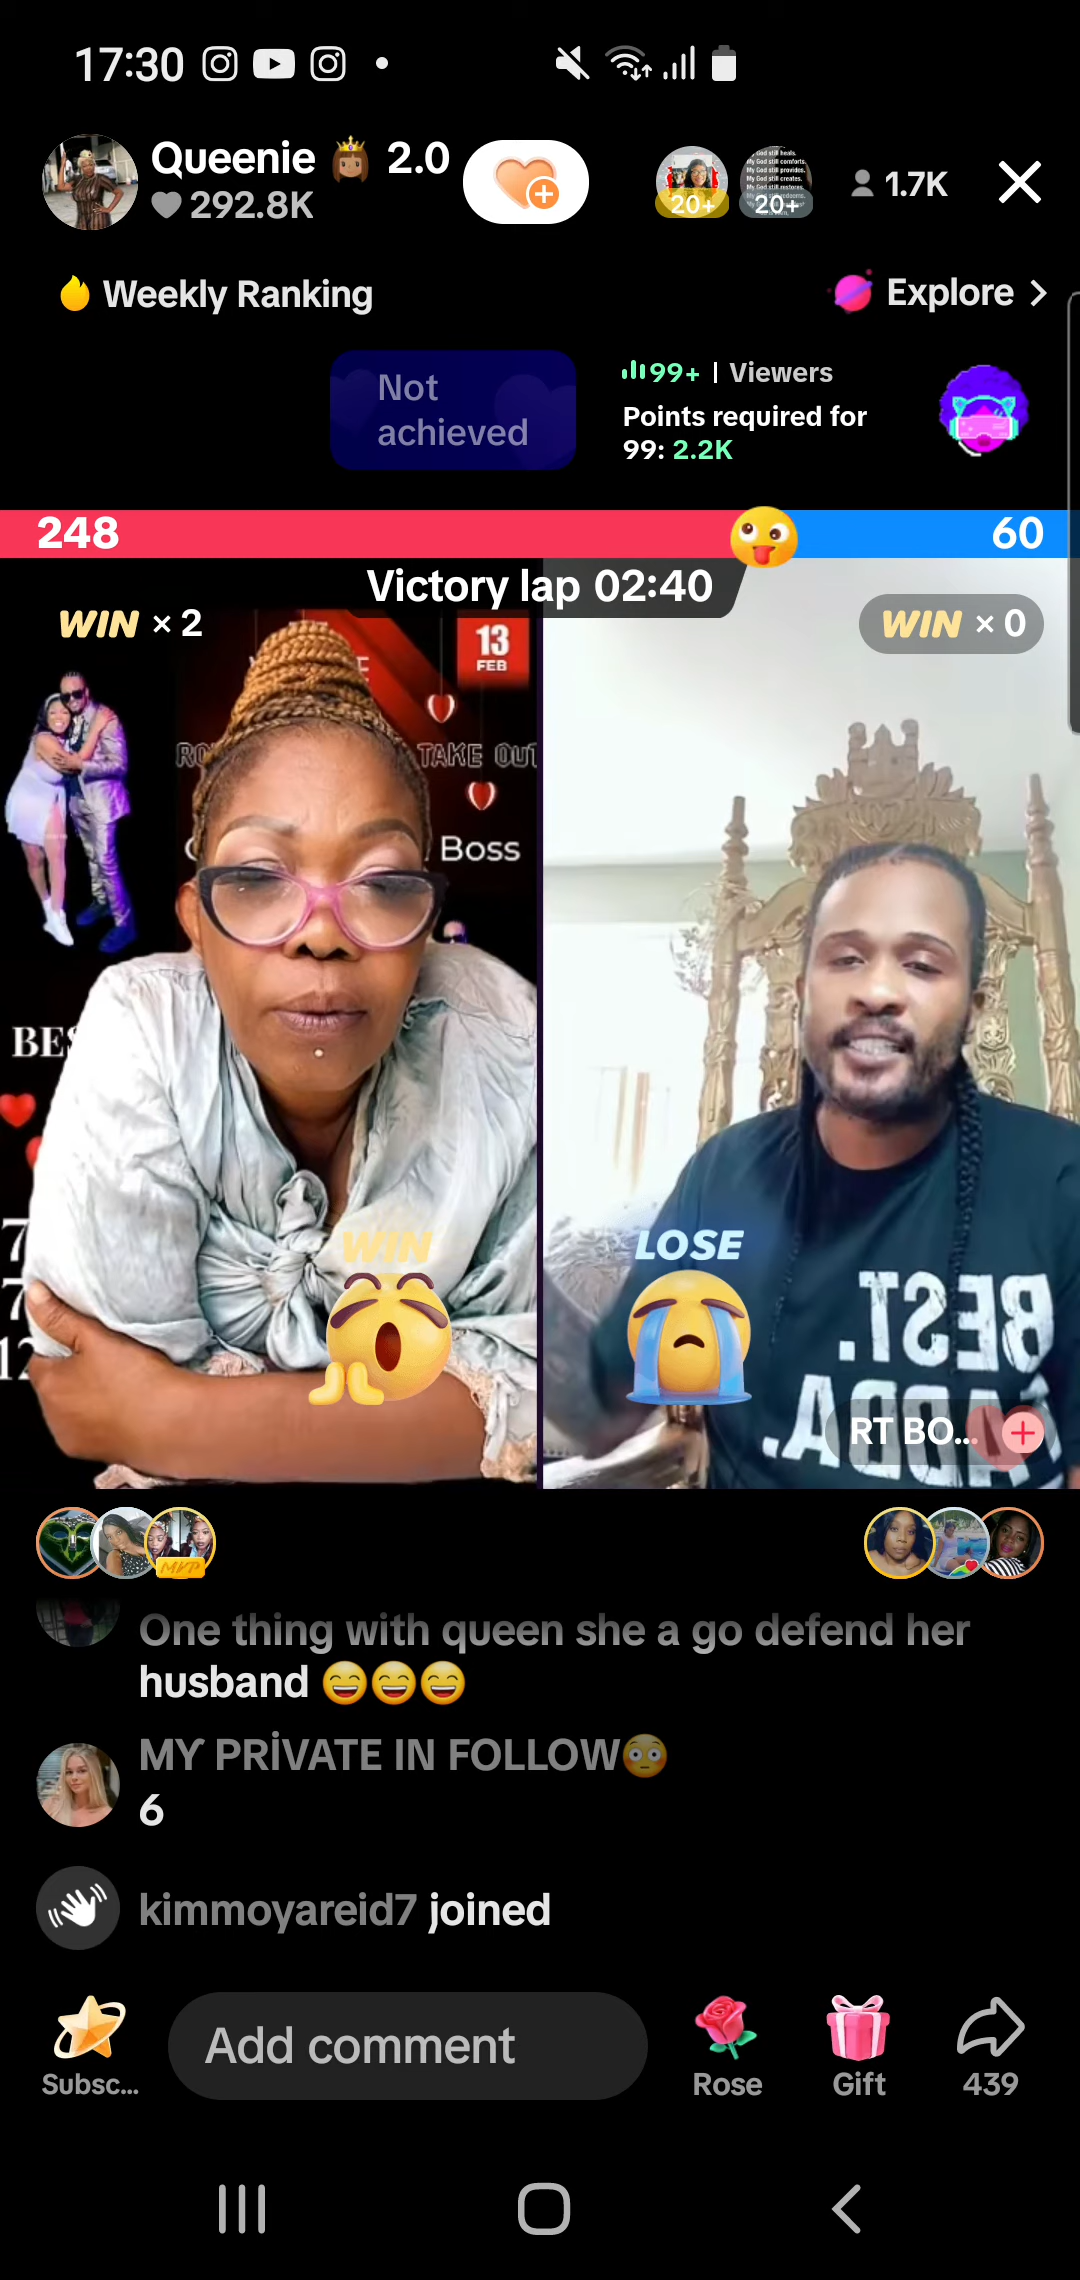 17:30
Queenie 👸🏽 2.0
292.8K
20+
20+
1.7K
Weekly Ranking
Explore >
Not
achieved
99+ | Viewers
Points required for
99: 2.2K
248
60
Victory lap 02:40
WIN × 2
WIN × 0
13
FEB
TAKE OUT
Boss
BES
WIN
LOSE
BEST.
RT BO...
MVP
One thing with queen she a go defend her
husband 😄😄😄
MY PRİVATE IN FOLLOW😳
6
kimmoyareid7 joined
Subsc...
Add comment
Rose
Gift
439